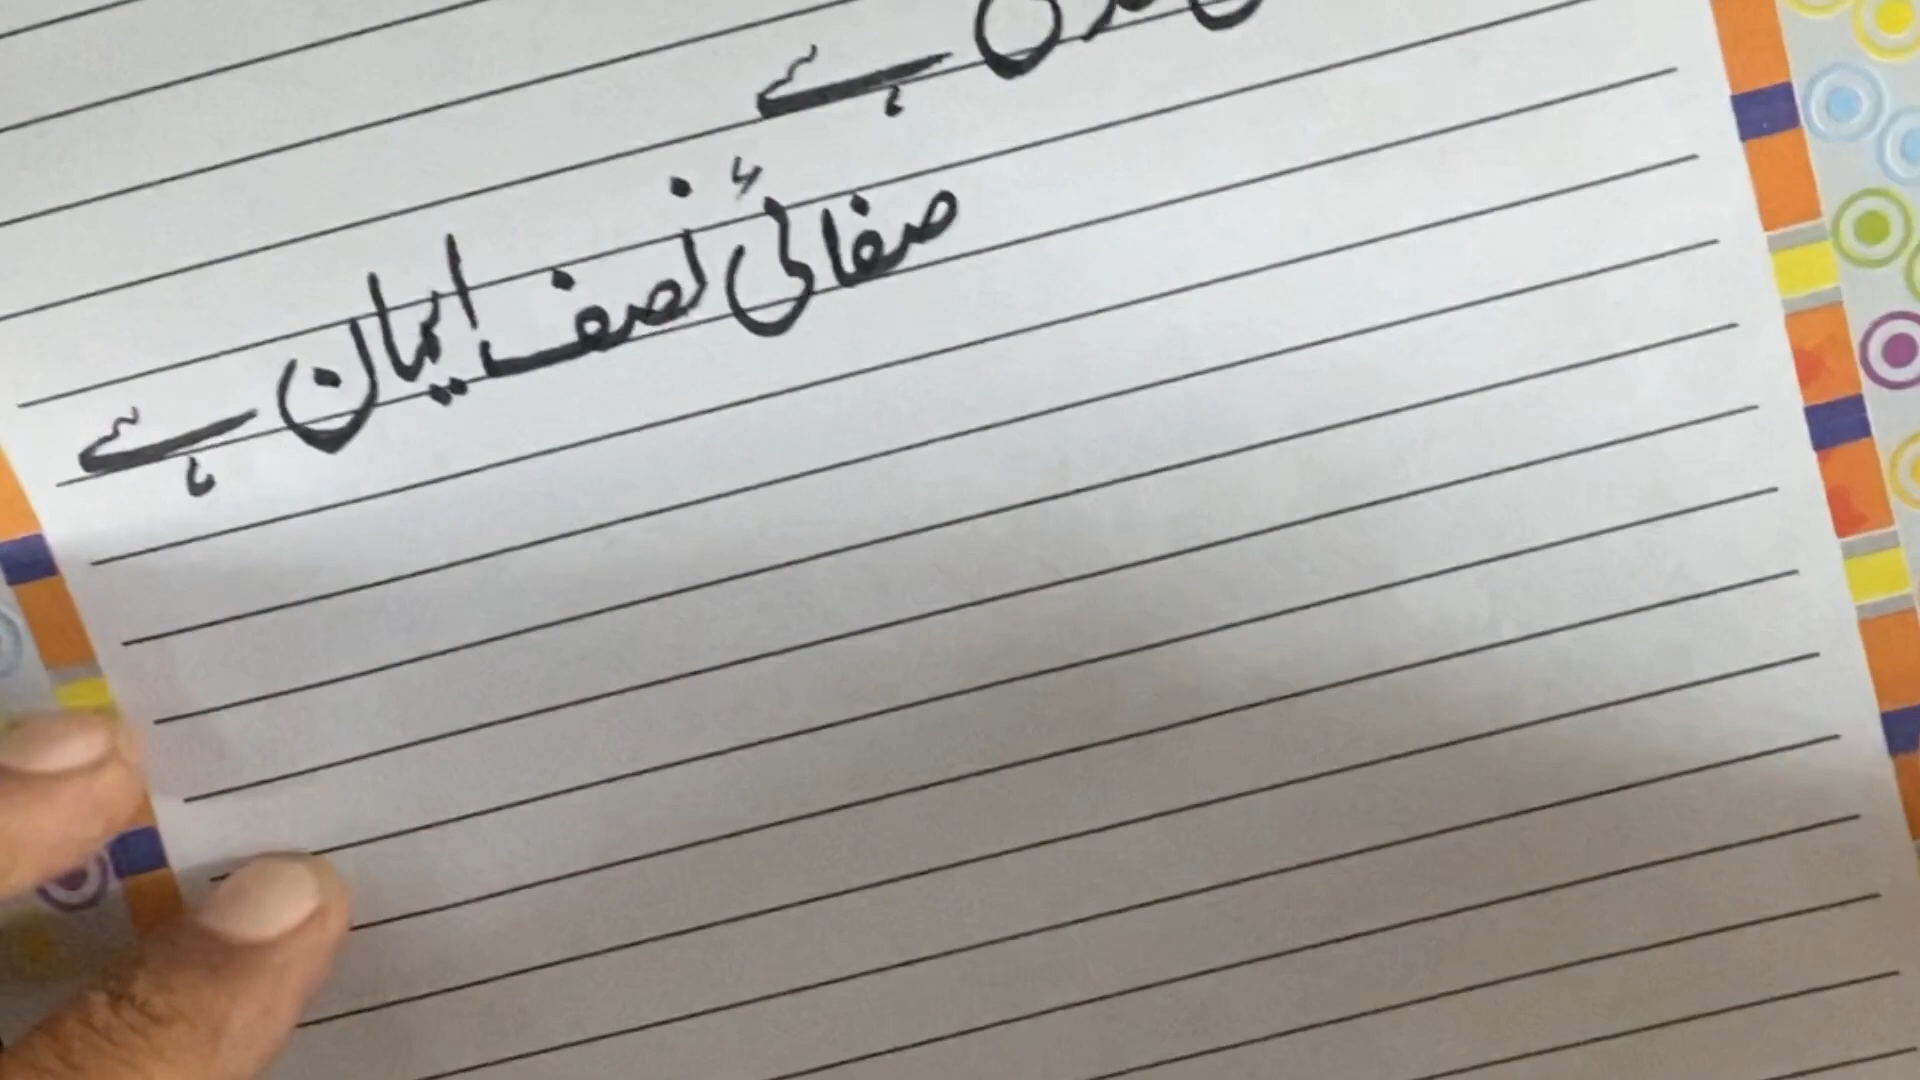 ہے
صفائی نصف ایمان ہے